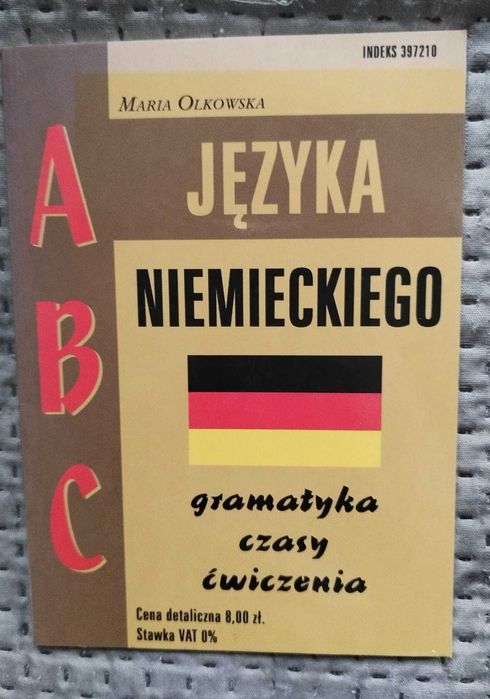 INDEKS 397210
MARIA OLKOWSKA
A B C
JĘZYKA
NIEMIECKIEGO
gramatyka
czasy
ćwiczenia
Cena detaliczna 8,00 zł.
Stawka VAT 0%